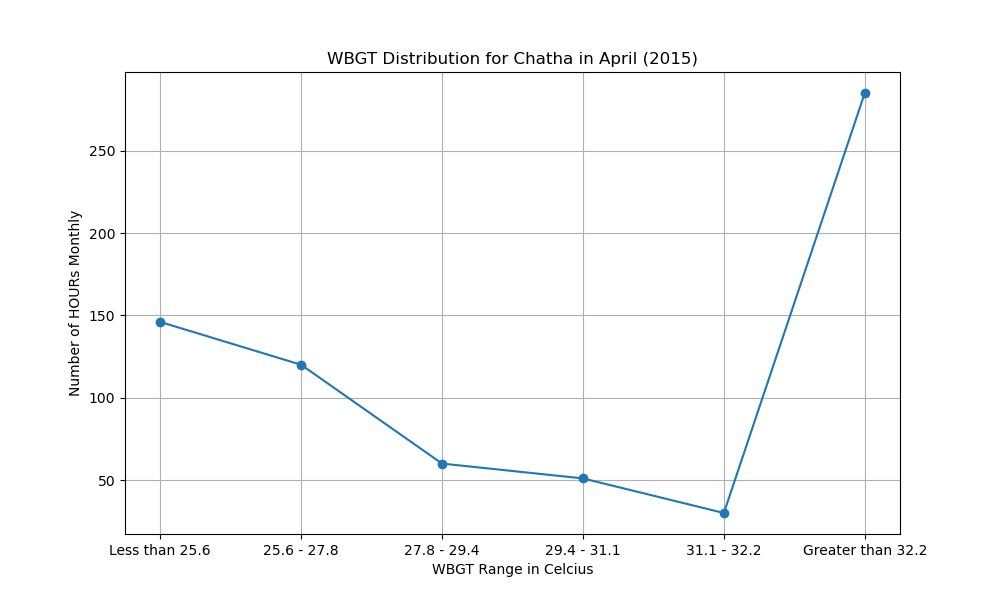 WBGT Distribution for Chatha in April (2015)
Number of HOURs Monthly
250
200
150
100
50
Less than 25.6
25.6 - 27.8
27.8 - 29.4
29.4 - 31.1
31.1 - 32.2
Greater than 32.2
WBGT Range in Celcius